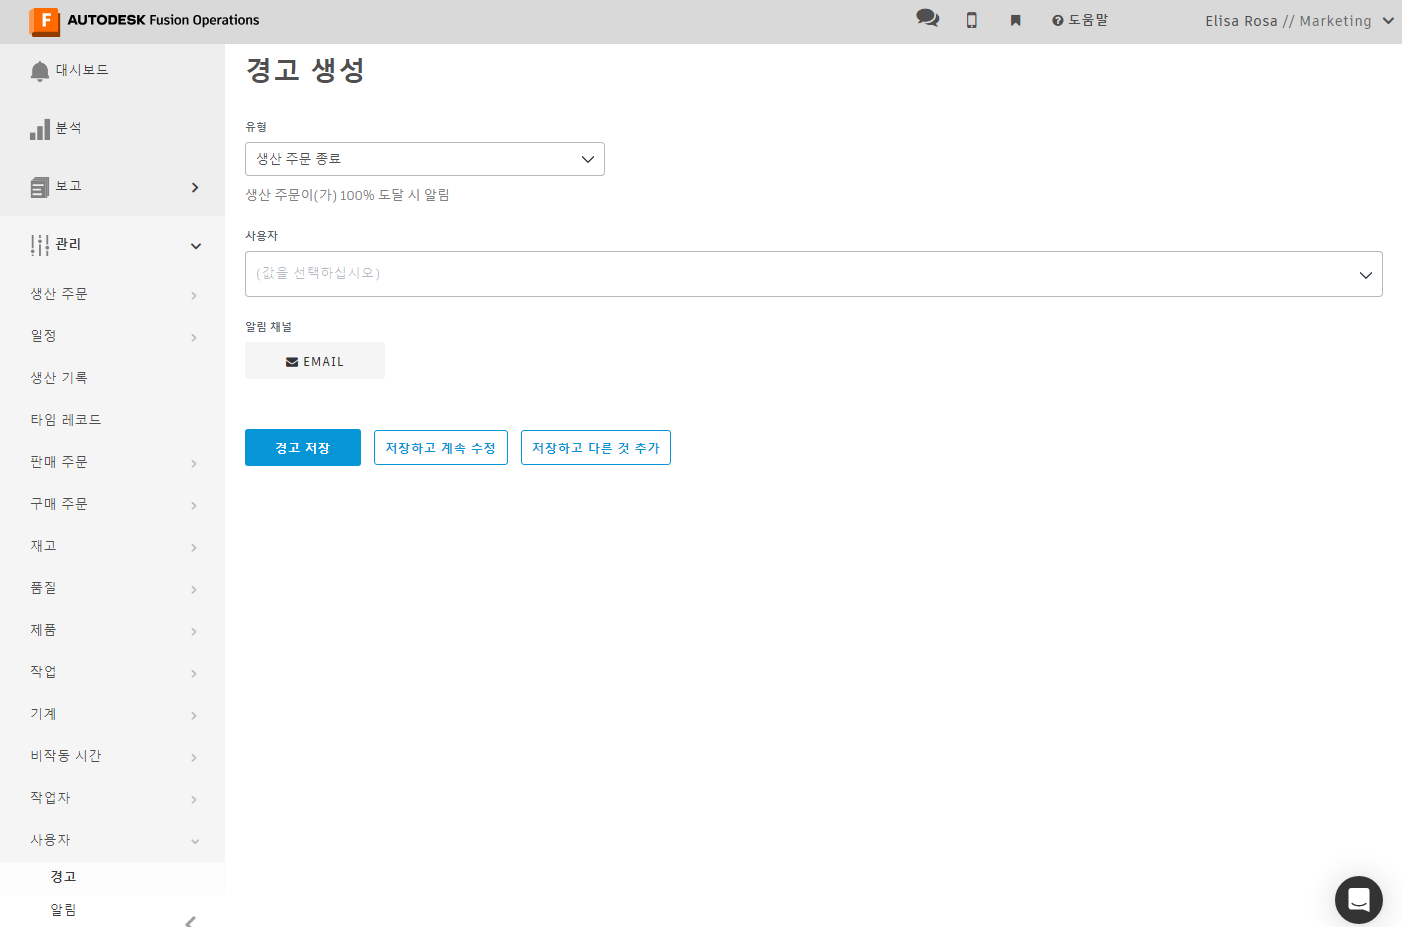 AUTODESK Fusion Operations
도움말
Elisa Rosa // Marketing
대시보드
분석
보고
관리
생산 주문
일정
생산 기록
타임 레코드
판매 주문
구매 주문
재고
품질
제품
작업
기계
비작동 시간
작업자
사용자
경고
알림
경고 생성
유형
생산 주문 종료
생산 주문이(가) 100% 도달 시 알림
사용자
(값을 선택하십시오)
알림 채널
EMAIL
경고 저장
저장하고 계속 수정
저장하고 다른 것 추가